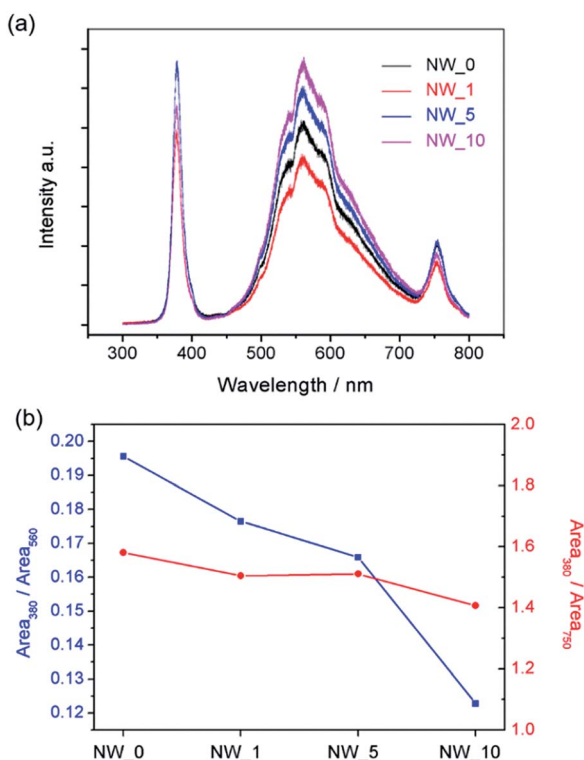 (a)
Intensity a.u.
NW_0
NW_1
NW_5
NW_10
300 400 500 600 700 800
Wavelength / nm
(b)
Area380 / Area560
0.20
0.19
0.18
0.17
0.16
0.15
0.14
0.13
0.12
2.0
1.8
1.6
1.4
1.2
1.0
Area380 / Area750
NW_0 NW_1 NW_5 NW_10